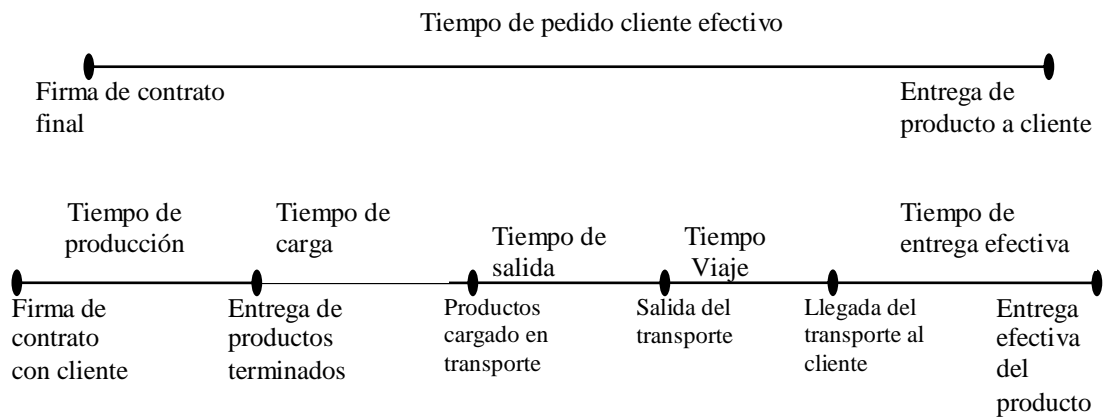 Tiempo de pedido cliente efectivo
Firma de contrato
final
Entrega de
producto a cliente
Tiempo de
producción
Tiempo de
carga
Tiempo de
salida
Tiempo
Viaje
Tiempo de
entrega efectiva
Firma de
contrato
con cliente
Entrega de
productos
terminados
Productos
cargado en
transporte
Salida del
transporte
Llegada del
transporte al
cliente
Entrega
efectiva
del
producto